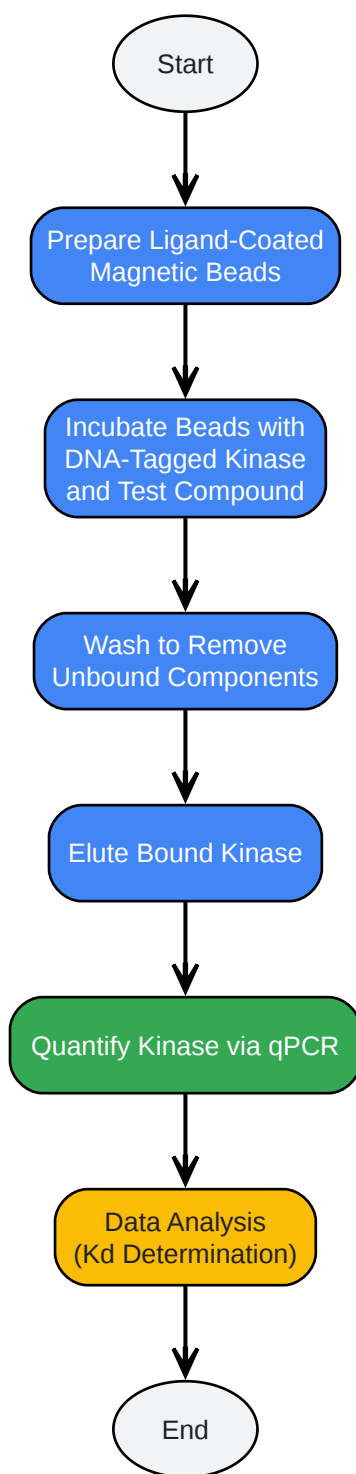 Start
Prepare Ligand-Coated
Magnetic Beads
Incubate Beads with
DNA-Tagged Kinase
and Test Compound
Wash to Remove
Unbound Components
Elute Bound Kinase
Quantify Kinase via qPCR
Data Analysis
(Kd Determination)
End